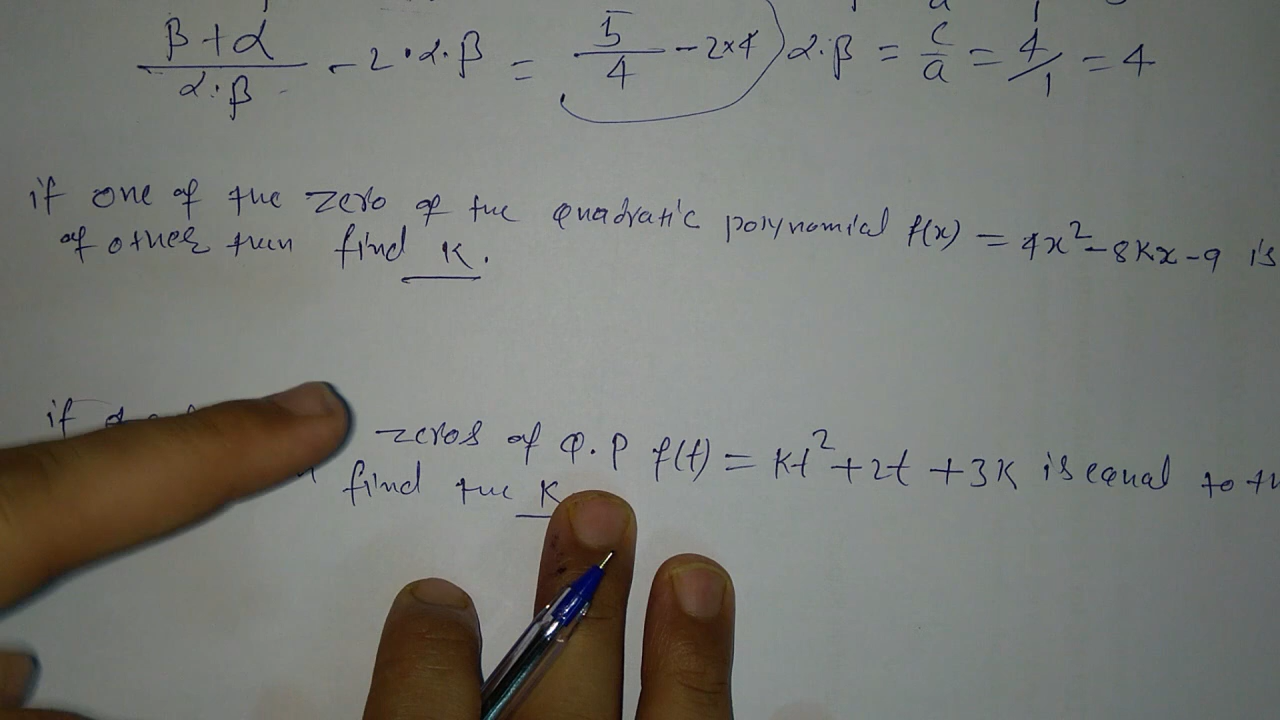 β+α / α.β - 2.α.β = 5/4 - 2×4) α.β = c/a = 4/1 = 4
if one of the zero of the quadratic polynomial f(x) = 4x²-8kx-9 is
of other then find K.
if zeros of Q.P f(t) = Kt²+2t+3K is equal to
find the K